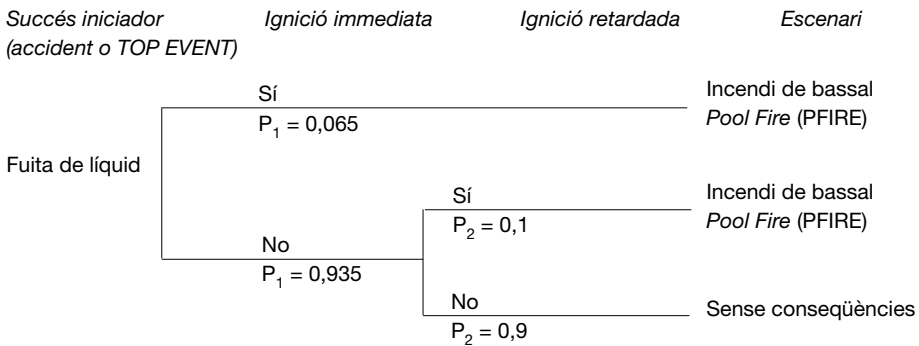 Succés iniciador
(accident o TOP EVENT)
Ignició immediata
Ignició retardada
Escenari
Sí
P1 = 0,065
Incendi de bassal
Pool Fire (PFIRE)
Fuita de líquid
Sí
P2 = 0,1
Incendi de bassal
Pool Fire (PFIRE)
No
P1 = 0,935
No
P2 = 0,9
Sense conseqüències